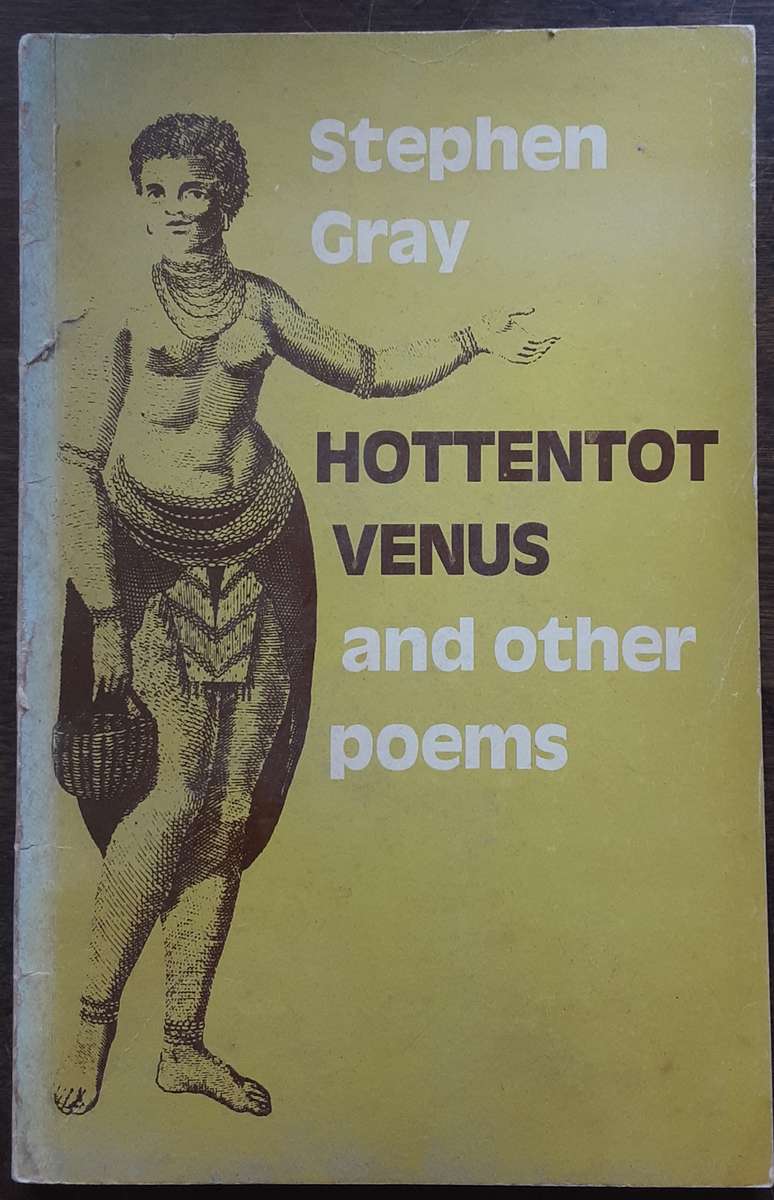 Stephen
Gray
HOTTENTOT
VENUS
and other
poems